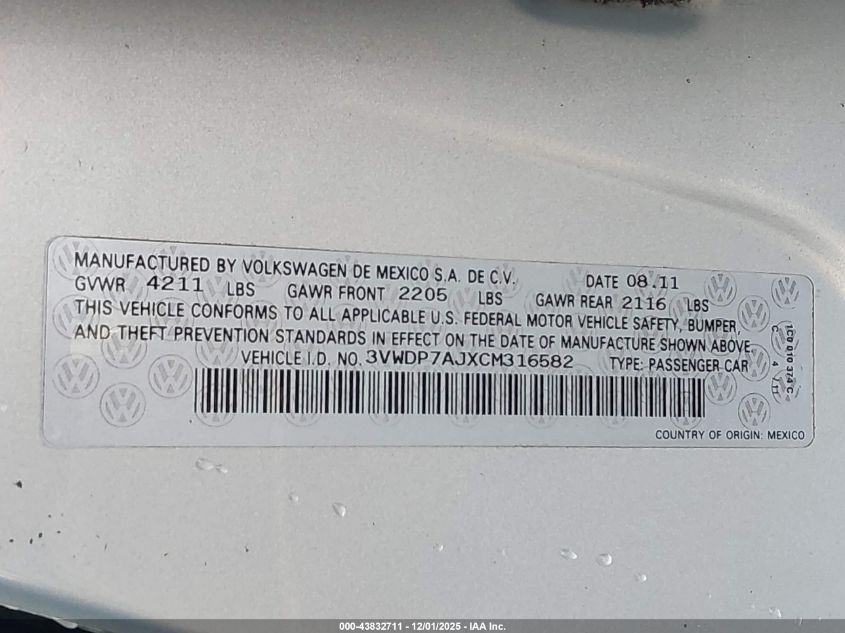 MANUFACTURED BY VOLKSWAGEN DE MEXICO S.A. DE C.V. DATE 08.11
GVWR 4211 LBS GAWR FRONT 2205 LBS GAWR REAR 2116 LBS
THIS VEHICLE CONFORMS TO ALL APPLICABLE U.S. FEDERAL MOTOR VEHICLE SAFETY, BUMPER,
AND THEFT PREVENTION STANDARDS IN EFFECT ON THE DATE OF MANUFACTURE SHOWN ABOVE
VEHICLE I.D. NO. 3VWDP7AJXCM316582 TYPE: PASSENGER CAR
COUNTRY OF ORIGIN: MEXICO
1C0 010 374 C
000-43832711 - 12/01/2025 - IAA Inc.